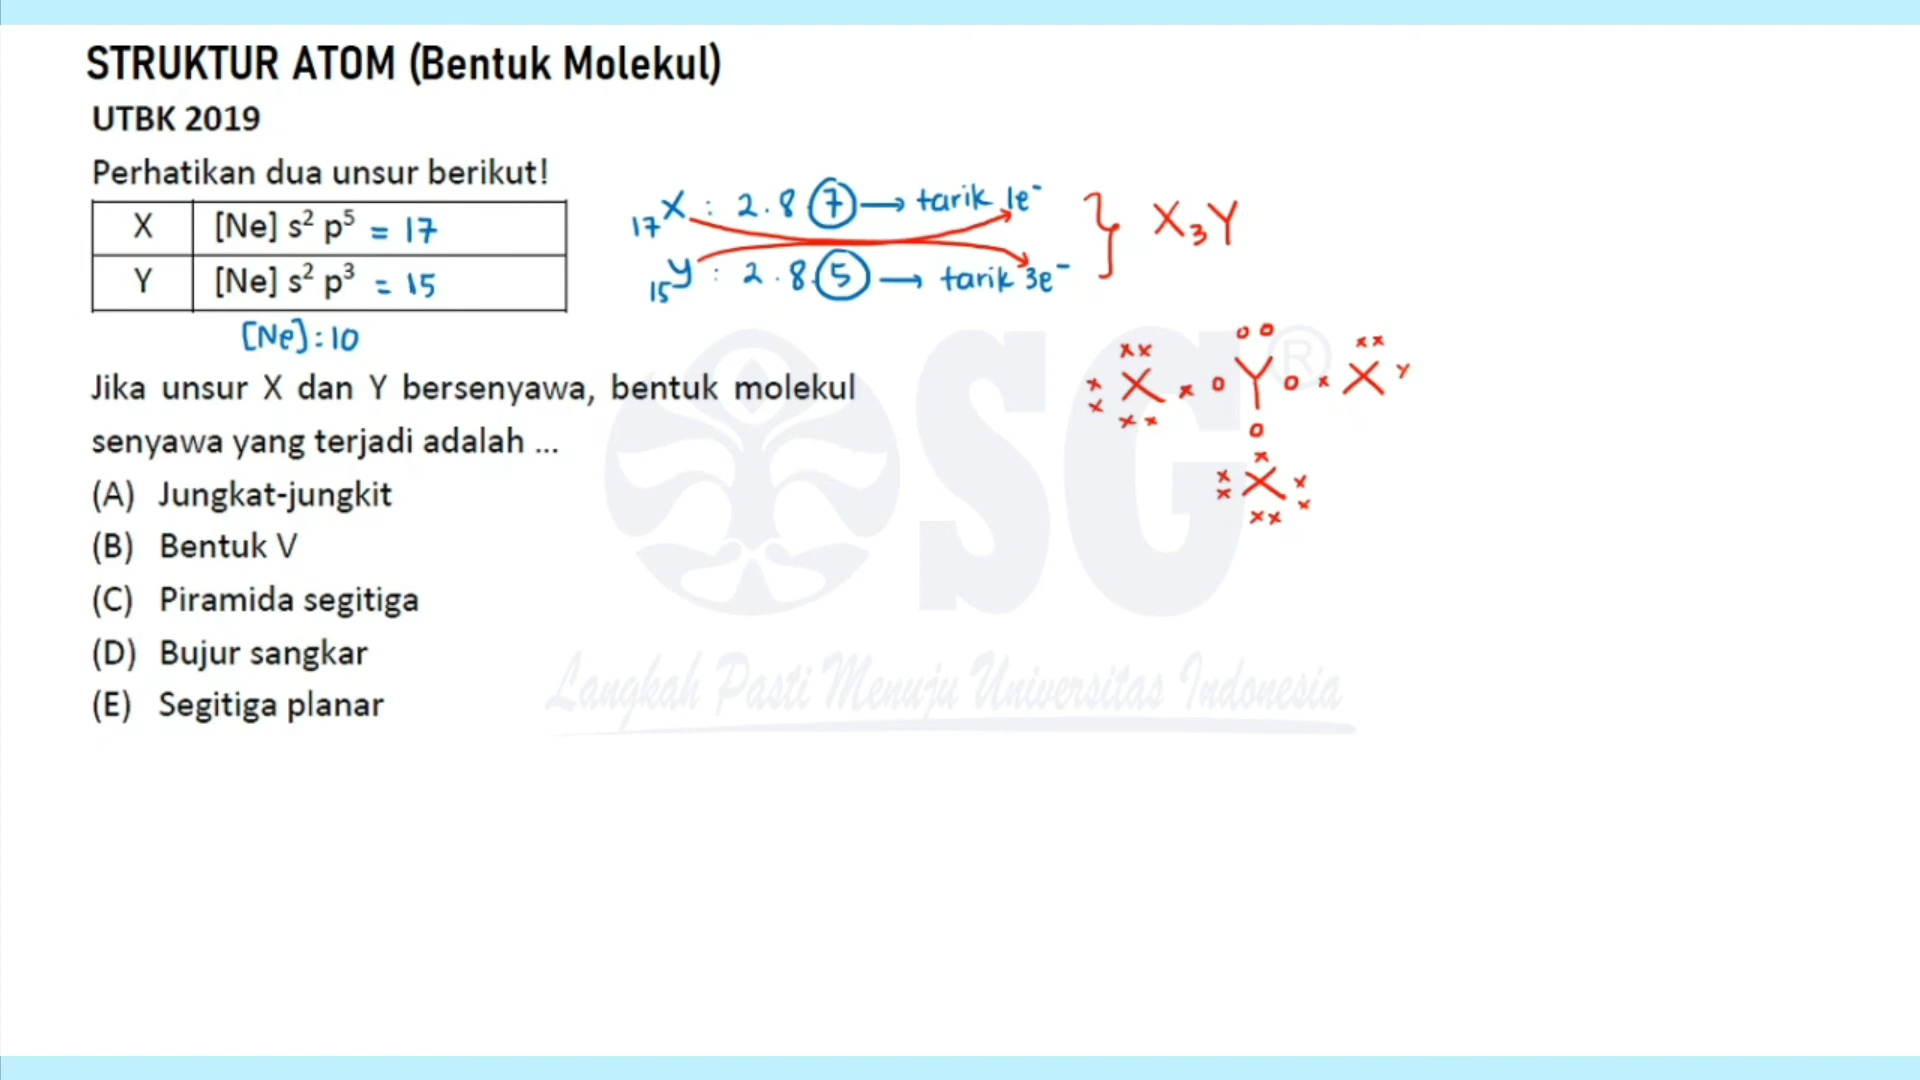 STRUKTUR ATOM (Bentuk Molekul)
UTBK 2019
Perhatikan dua unsur berikut!
X [Ne] s² p⁵ = 17
Y [Ne] s² p³ = 15
[Ne] : 10
₁₇X : 2 . 8 7 → tarik 1e⁻
₁₅Y : 2 . 8 . 5 → tarik 3e⁻
} X₃Y
X Y X
X
Jika unsur X dan Y bersenyawa, bentuk molekul
senyawa yang terjadi adalah ...
(A) Jungkat-jungkit
(B) Bentuk V
(C) Piramida segitiga
(D) Bujur sangkar
(E) Segitiga planar
SG®
Langkah Pasti Menuju Universitas Indonesia